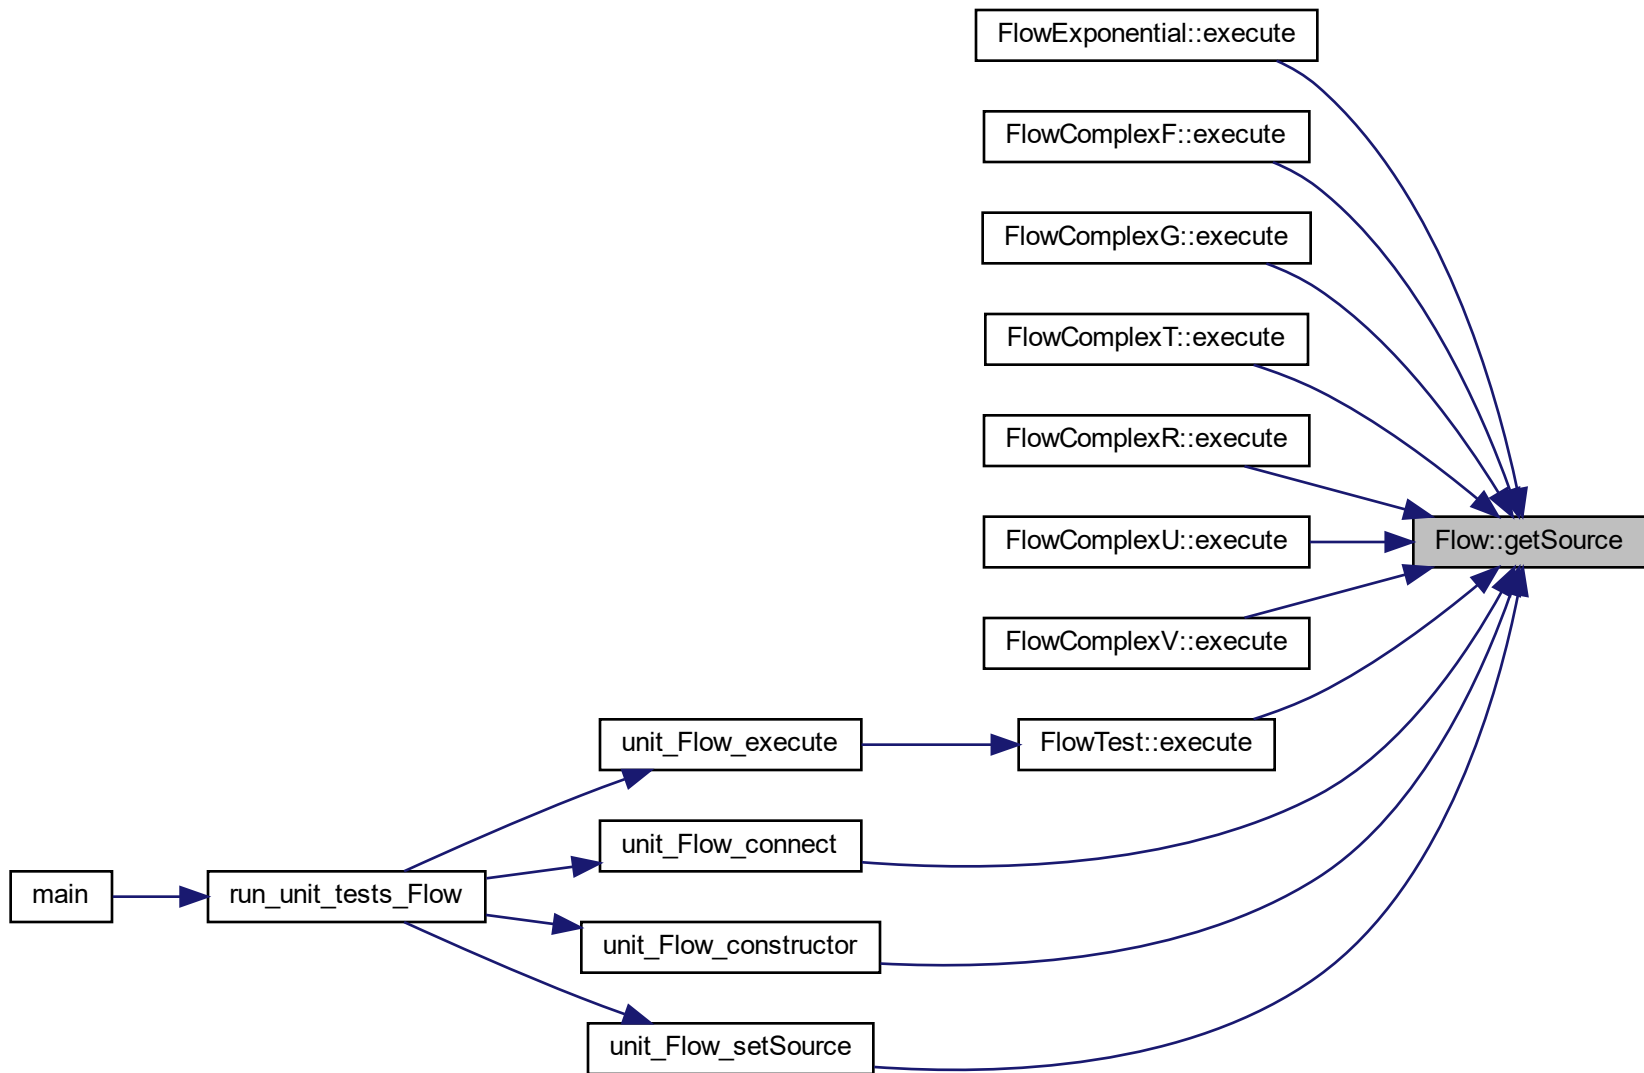 FlowExponential::execute
FlowComplexF::execute
FlowComplexG::execute
FlowComplexT::execute
FlowComplexR::execute
FlowComplexU::execute
Flow::getSource
FlowComplexV::execute
unit_Flow_execute
FlowTest::execute
unit_Flow_connect
main
run_unit_tests_Flow
unit_Flow_constructor
unit_Flow_setSource